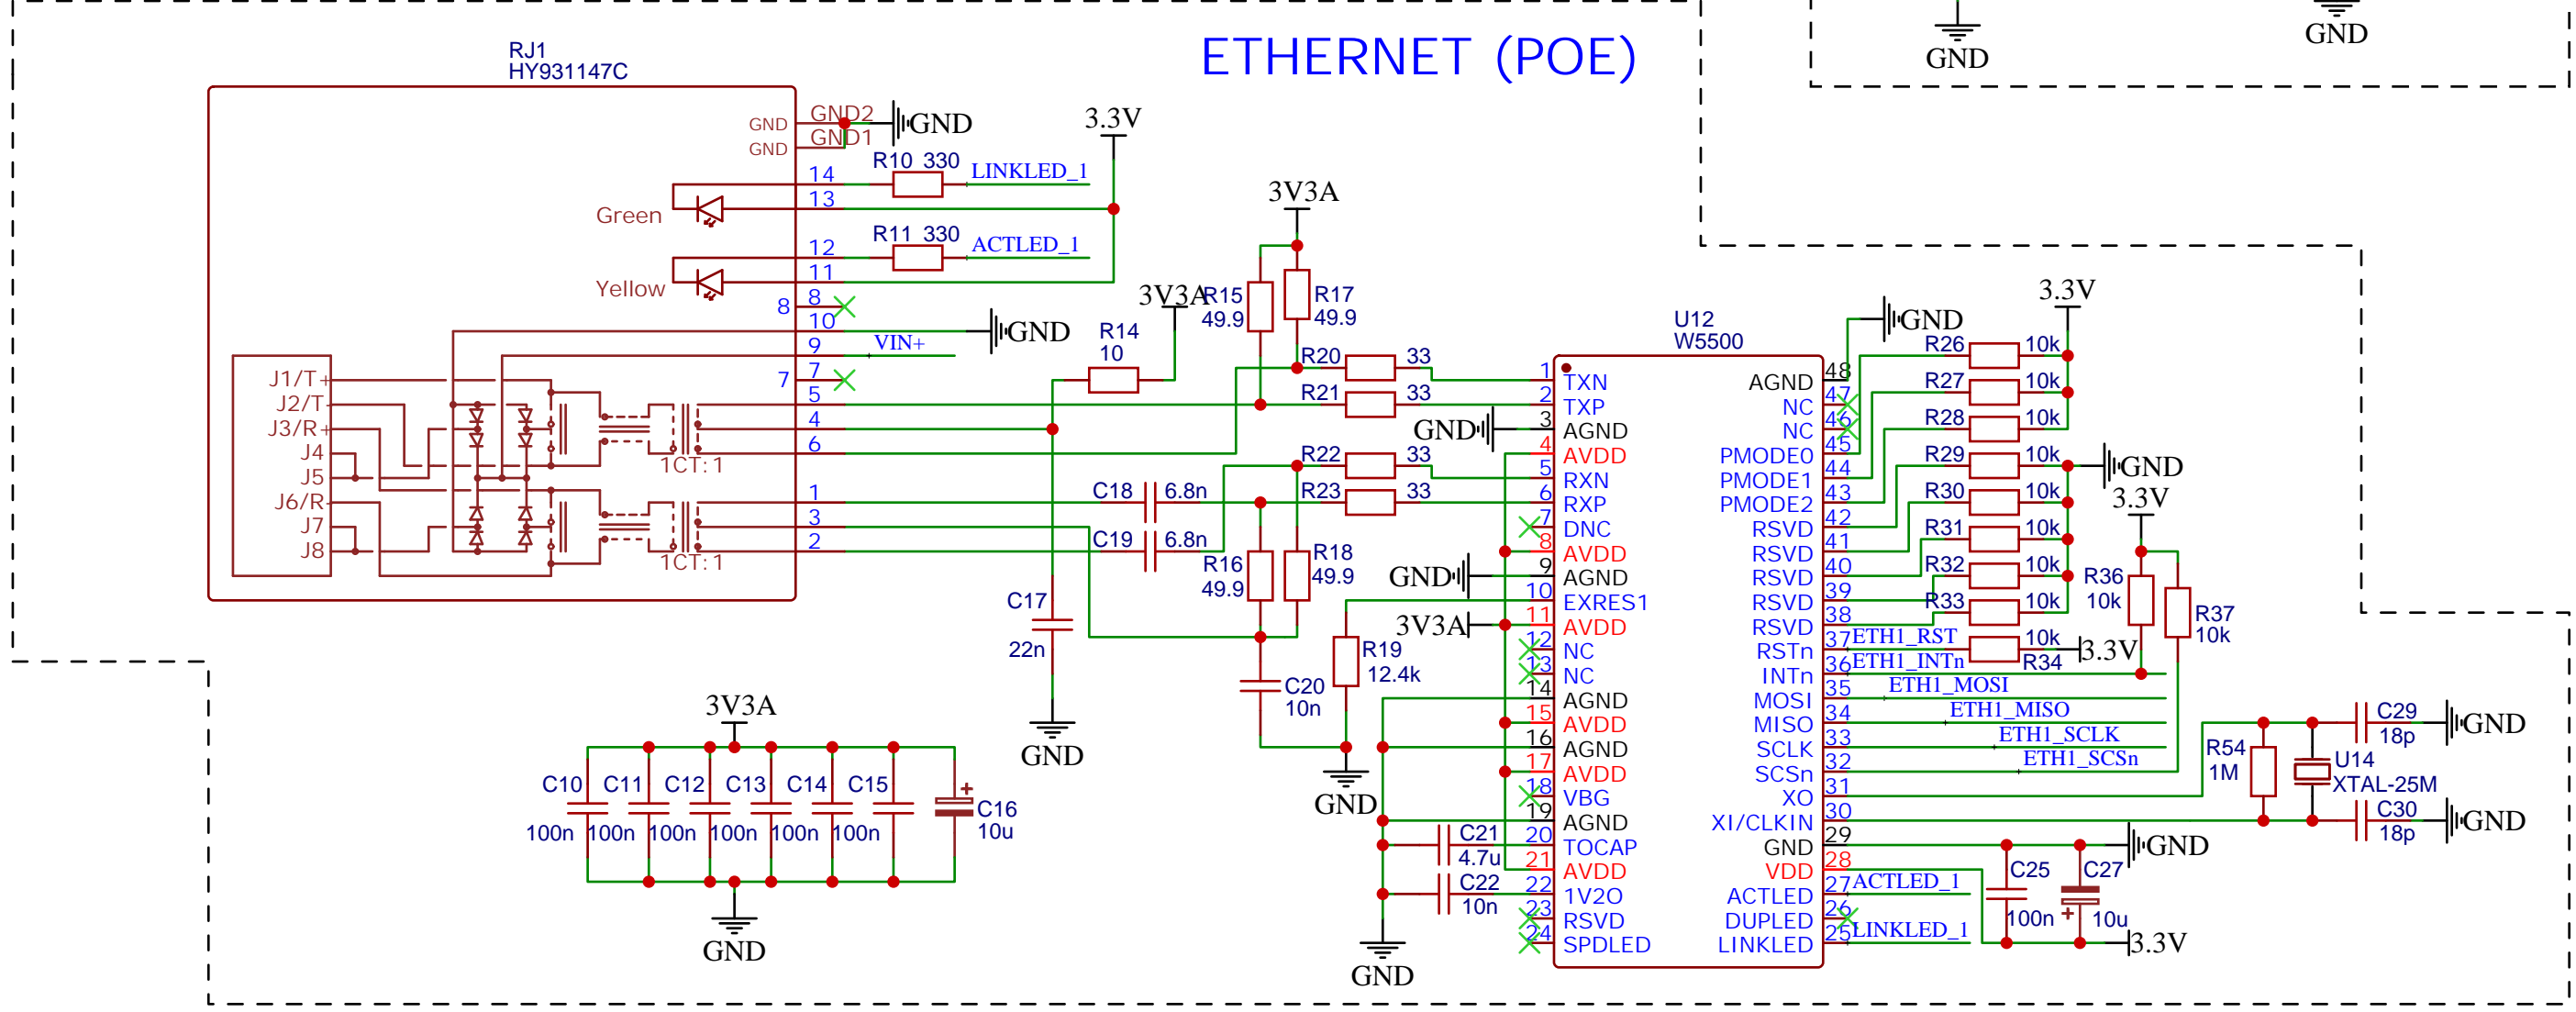 ETHERNET (POE)
GND
GND
RJ1
HY931147C
GND GND2
GND GND1
GND
3.3V
14
R10 330
LINKLED_1
13
Green
12
R11 330
ACTLED_1
11
Yellow
8 8
10
GND
9
VIN+
7 7
5
4
6
1
3
2
J1/T+
J2/T-
J3/R+
J4
J5
J6/R-
J7
J8
1CT:1
1CT:1
3V3A
R14
10
3V3A
R15
49.9
R17
49.9
R20 33
R21 33
R22 33
R23 33
C18 6.8n
C19 6.8n
R16
49.9
R18
49.9
C17
22n
GND
C20
10n
R19
12.4k
GND
GND
GND
3V3A
3V3A
C10 C11 C12 C13 C14 C15
100n 100n 100n 100n 100n 100n
+
C16
10u
GND
C21
4.7u
C22
10n
GND
U12
W5500
1 TXN
2 TXP
3 AGND
4 AVDD
5 RXN
6 RXP
7 DNC
8 AVDD
9 AGND
10 EXRES1
11 AVDD
12 NC
13 NC
14 AGND
15 AVDD
16 AGND
17 AVDD
18 VBG
19 AGND
20 TOCAP
21 AVDD
22 1V2O
23 RSVD
24 SPDLED
AGND 48
NC 47
NC 46
PMODE0 45
PMODE1 44
PMODE2 43
RSVD 42
RSVD 41
RSVD 40
RSVD 39
RSVD 38
RSTn 37
INTn 36
MOSI 35
MISO 34
SCLK 33
SCSn 32
XO 31
XI/CLKIN 30
GND 29
VDD 28
ACTLED 27
DUPLED 26
LINKLED 25
GND
3.3V
R26 10k
R27 10k
R28 10k
R29 10k
GND
R30 10k
R31 10k
R32 10k
R33 10k
ETH1_RST
10k
R34
3.3V
3.3V
R36
10k
R37
10k
ETH1_INTn
ETH1_MOSI
ETH1_MISO
ETH1_SCLK
ETH1_SCSn
R54
1M
U14
XTAL-25M
C29
18p
GND
C30
18p
GND
GND
C25
100n
C27
+
10u
3.3V
ACTLED_1
LINKLED_1